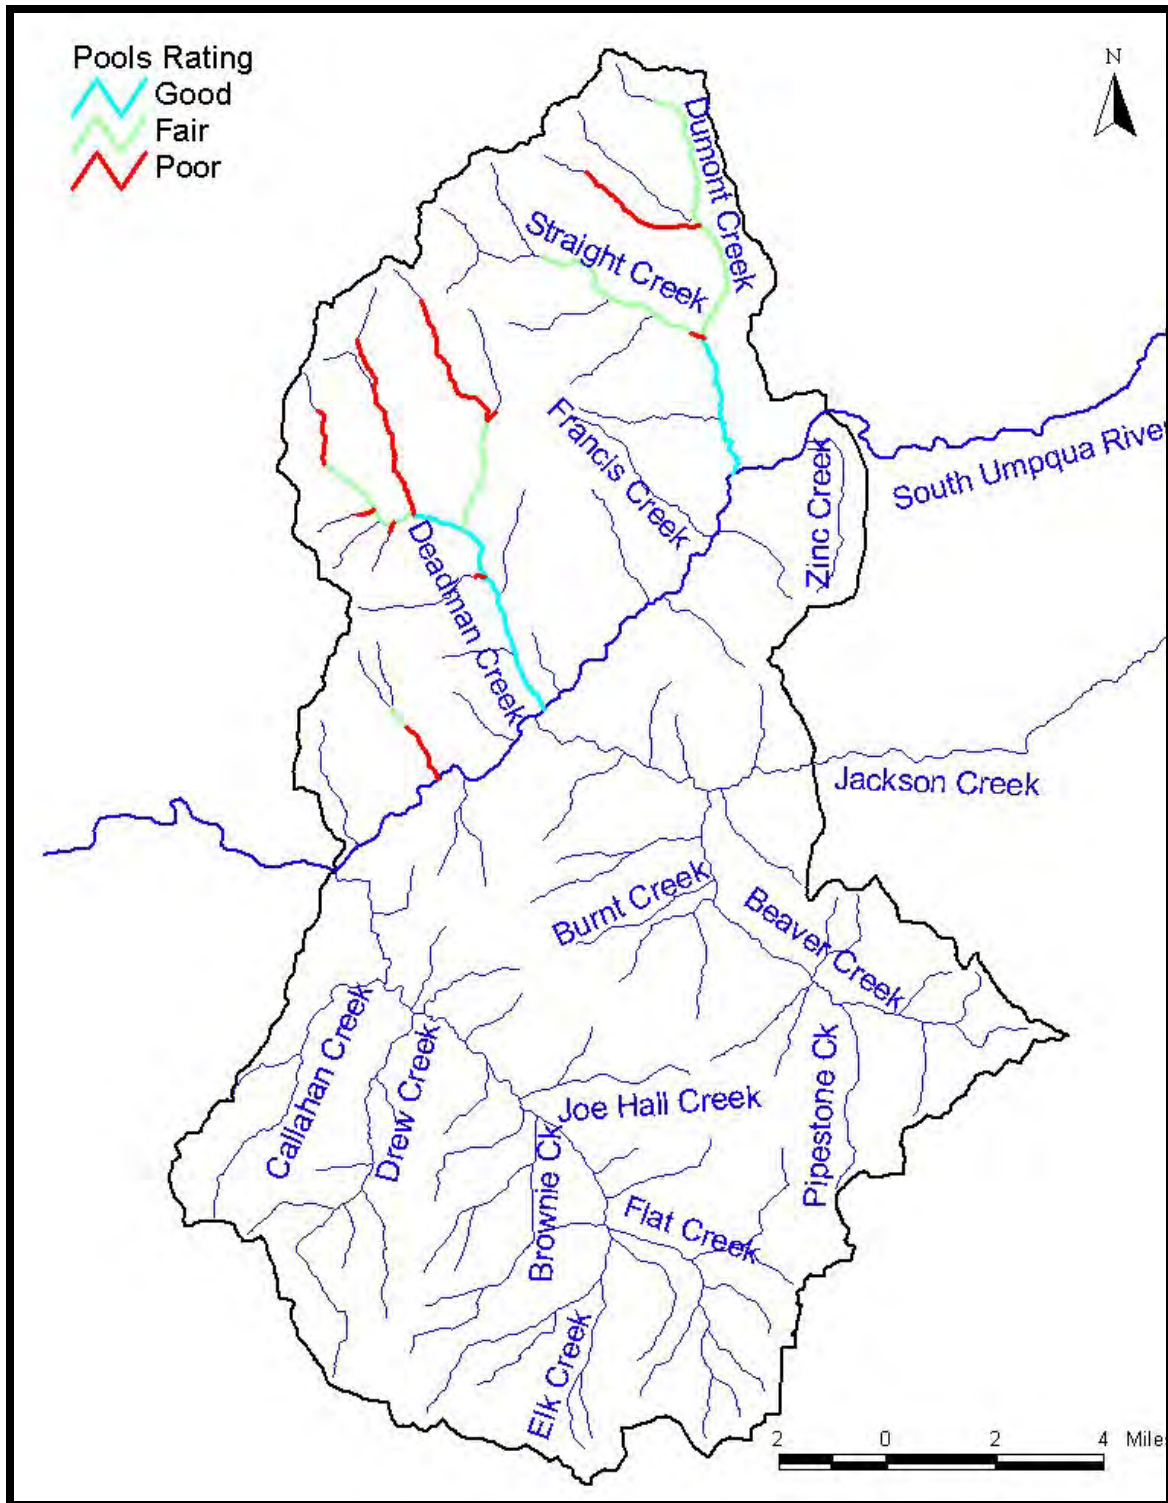 Pools Rating
Good
Fair
Poor
N
Dumont Creek
Straight Creek
Francis Creek
Zinc Creek
South Umpqua River
Deadman Creek
Jackson Creek
Burnt Creek
Beaver Creek
Callahan Creek
Drew Creek
Pipestone Ck
Joe Hall Creek
Brownie Ck
Flat Creek
Elk Creek
2 0 2 4 Miles